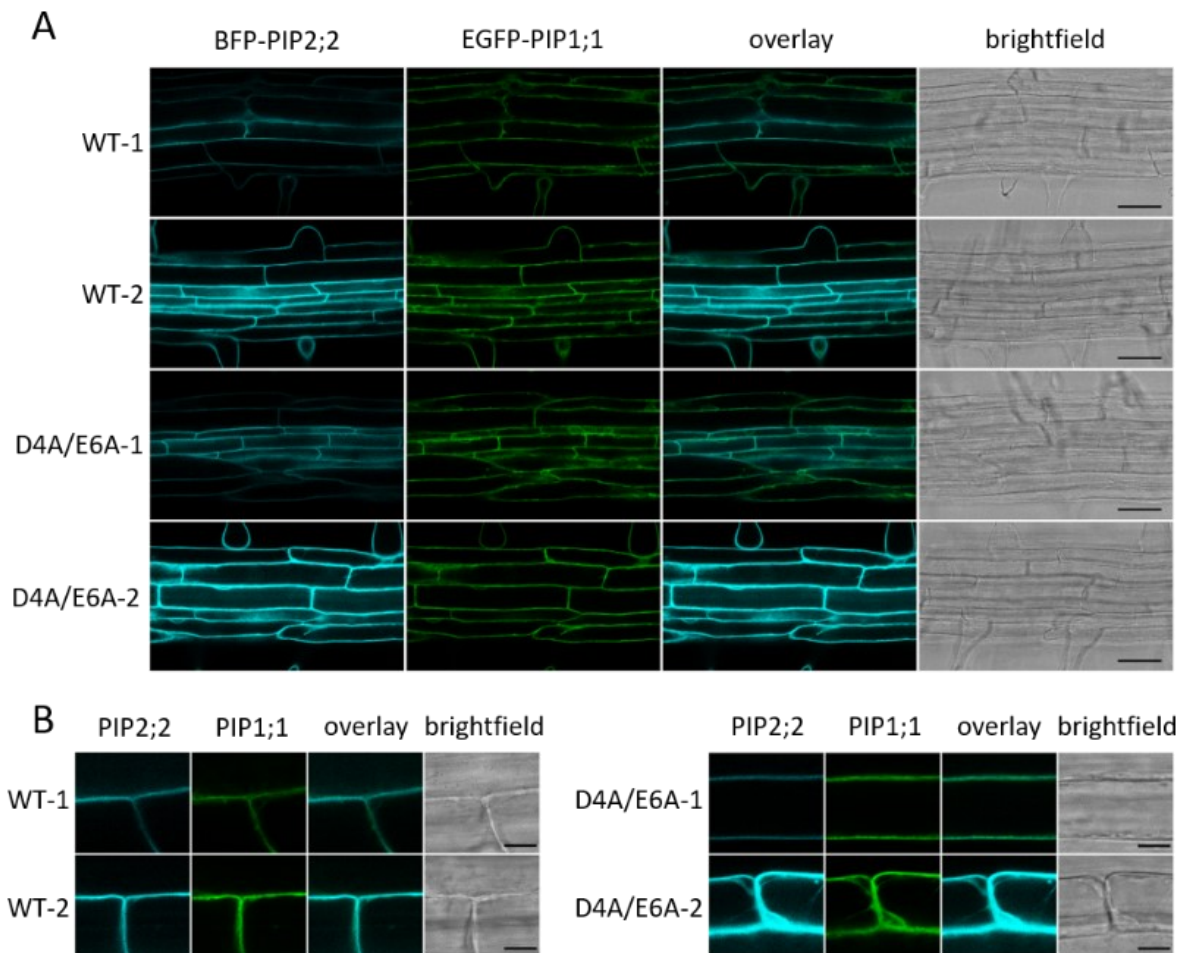 A
BFP-PIP2;2 EGFP-PIP1;1 overlay brightfield
WT-1
WT-2
D4A/E6A-1
D4A/E6A-2
B
PIP2;2 PIP1;1 overlay brightfield
WT-1
WT-2
PIP2;2 PIP1;1 overlay brightfield
D4A/E6A-1
D4A/E6A-2